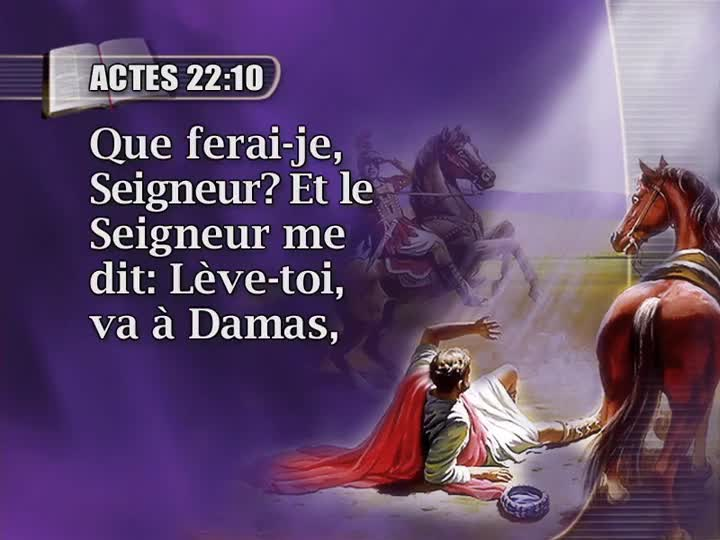 ACTES 22:10
Que ferai-je,
Seigneur? Et le
Seigneur me
dit: Lève-toi,
va à Damas,